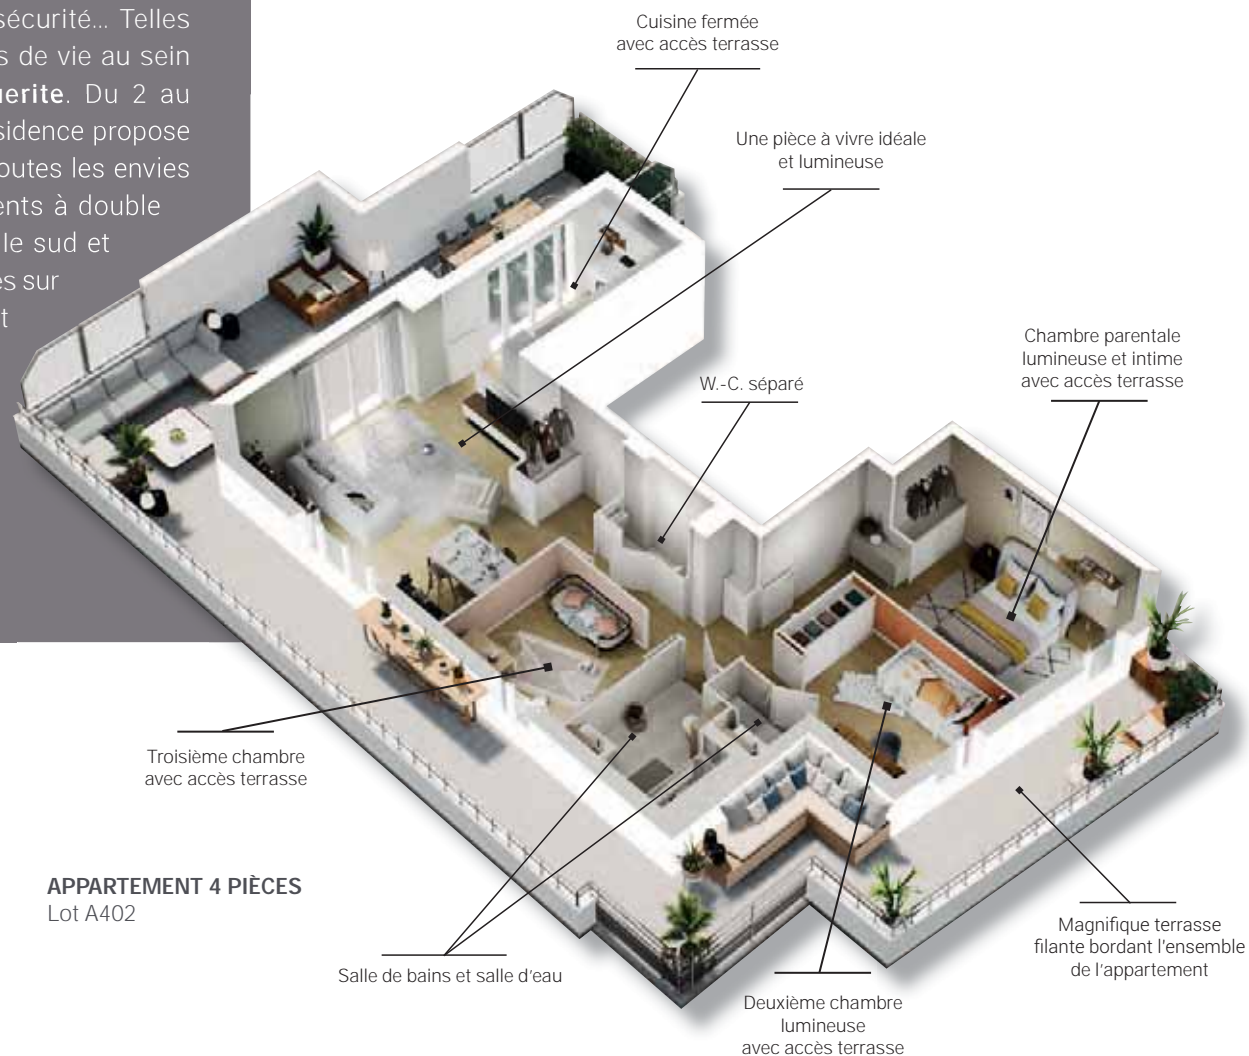 sécurité... Telles
s de vie au sein
uerite. Du 2 au
sidence propose
outes les envies
ents à double
le sud et
es sur
t
Cuisine fermée
avec accès terrasse
Une pièce à vivre idéale
et lumineuse
W.-C. séparé
Chambre parentale
lumineuse et intime
avec accès terrasse
Troisième chambre
avec accès terrasse
APPARTEMENT 4 PIÈCES
Lot A402
Salle de bains et salle d'eau
Deuxième chambre
lumineuse
avec accès terrasse
Magnifique terrasse
filante bordant l'ensemble
de l'appartement